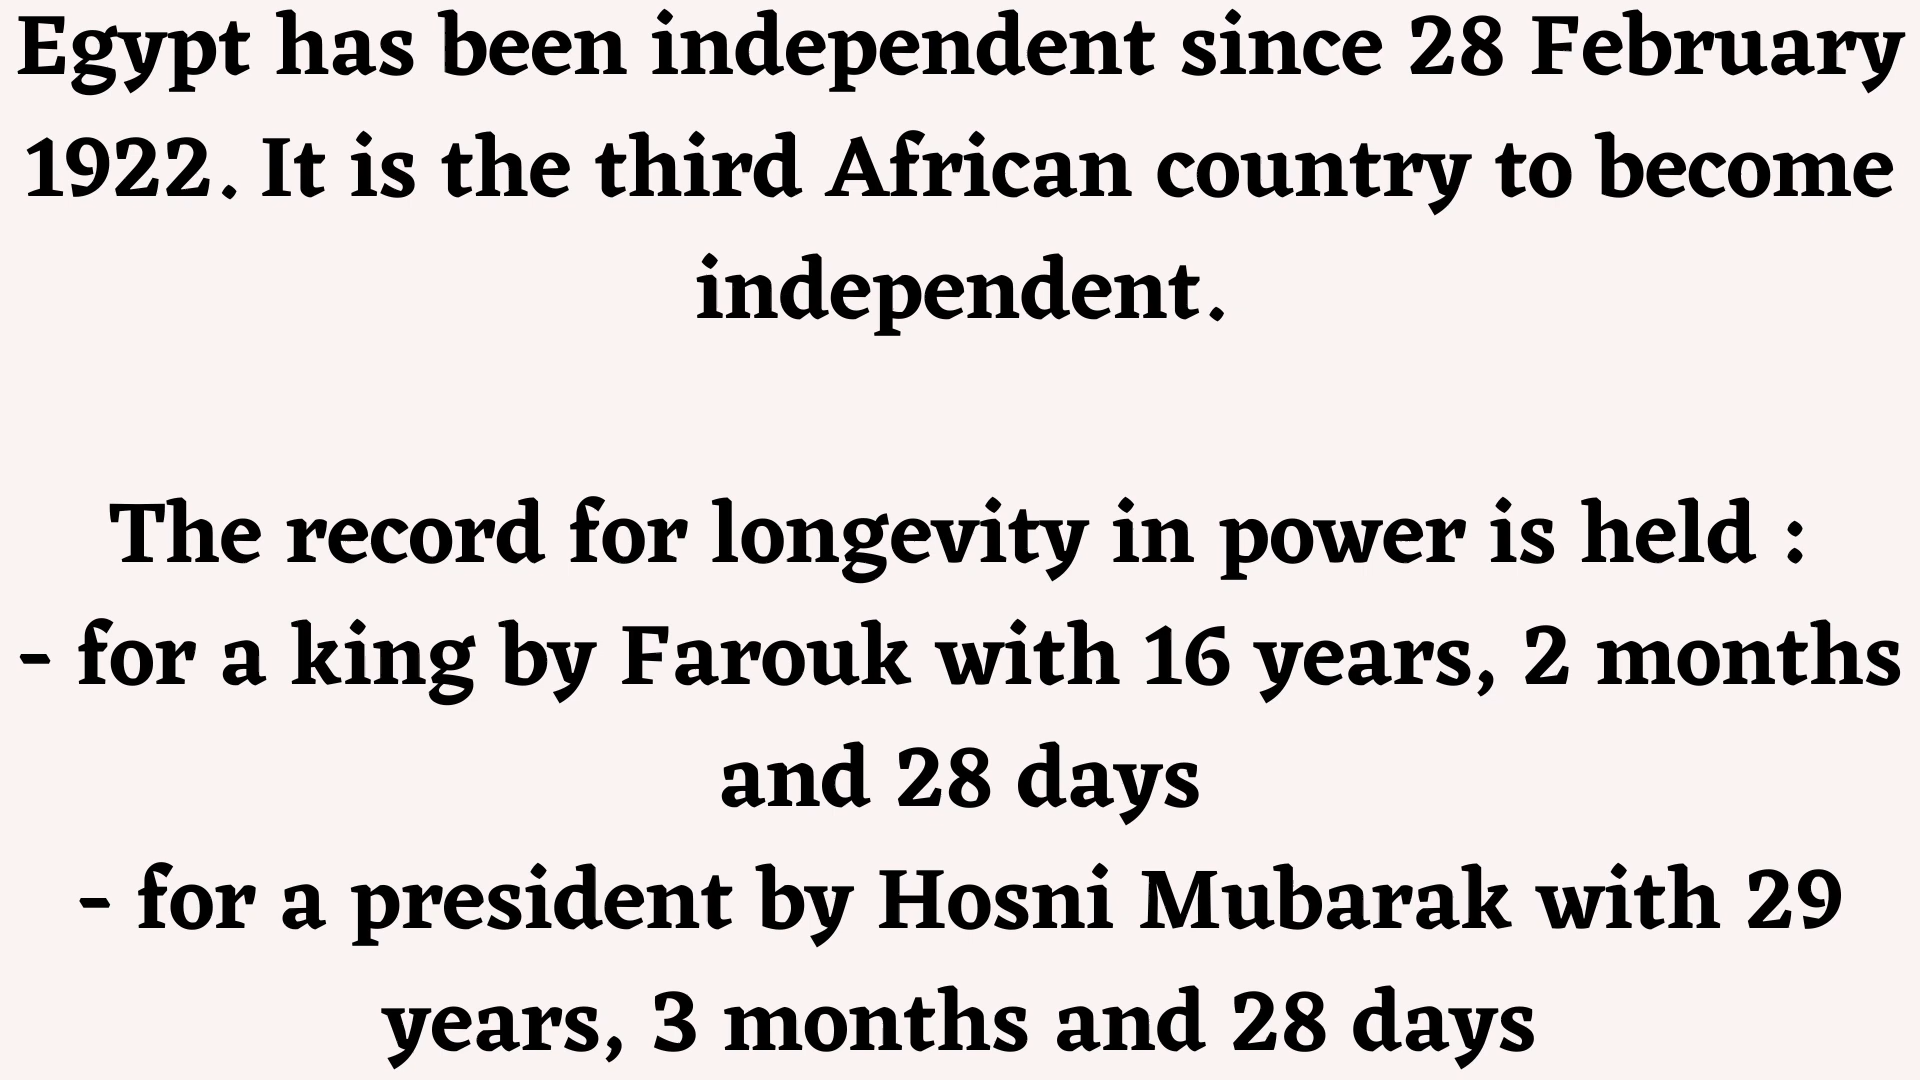 Egypt has been independent since 28 February
1922. It is the third African country to become
independent.
The record for longevity in power is held :
- for a king by Farouk with 16 years, 2 months
and 28 days
- for a president by Hosni Mubarak with 29
years, 3 months and 28 days